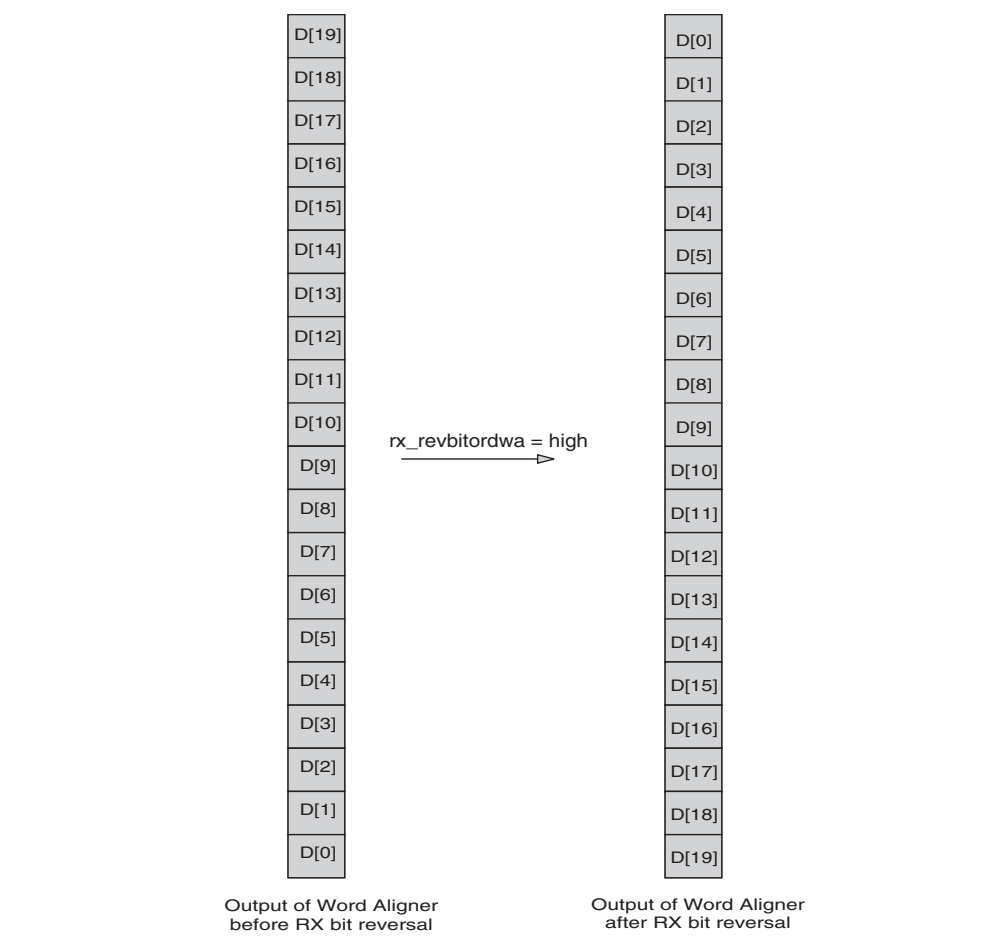 D[19]
D[18]
D[17]
D[16]
D[15]
D[14]
D[13]
D[12]
D[11]
D[10]
D[9]
D[8]
D[7]
D[6]
D[5]
D[4]
D[3]
D[2]
D[1]
D[0]
Output of Word Aligner
before RX bit reversal
rx_revbitordwa = high
D[0]
D[1]
D[2]
D[3]
D[4]
D[5]
D[6]
D[7]
D[8]
D[9]
D[10]
D[11]
D[12]
D[13]
D[14]
D[15]
D[16]
D[17]
D[18]
D[19]
Output of Word Aligner
after RX bit reversal